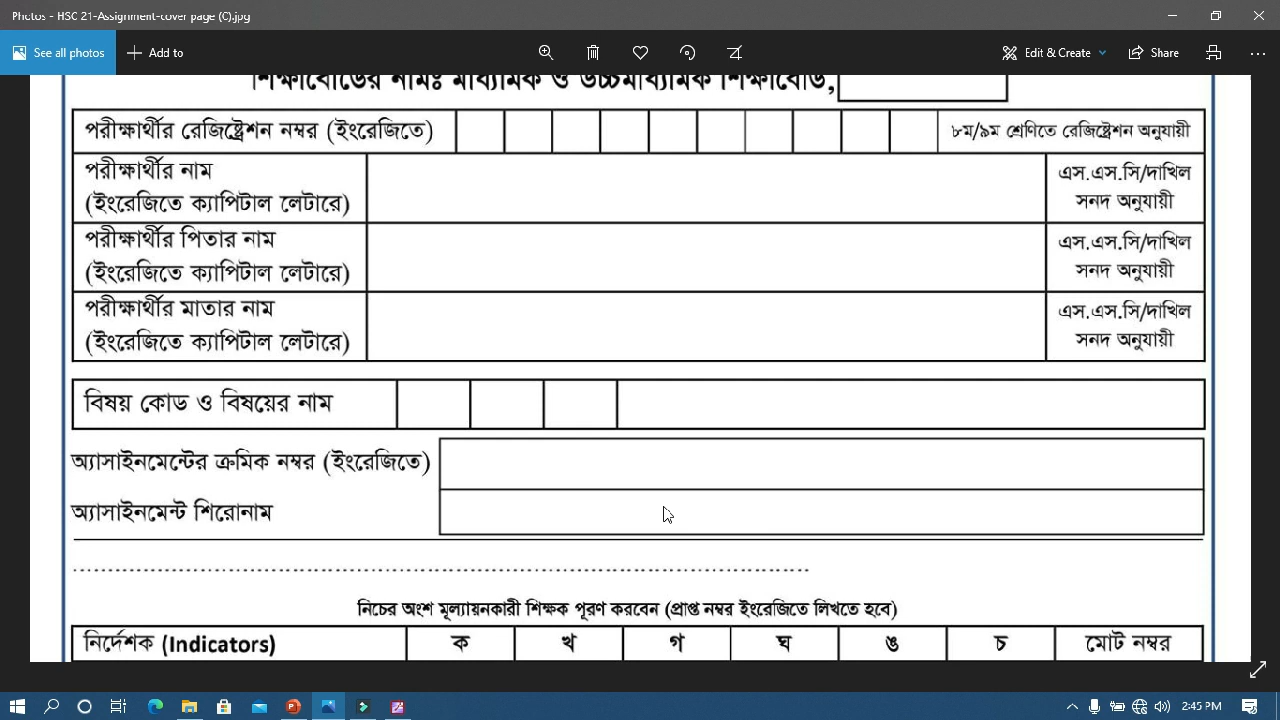 Photos - HSC 21-Assignment-cover page (C).jpg
See all photos
Add to
Edit & Create
Share
শিক্ষাবোর্ডের নামঃ মাধ্যমিক ও উচ্চমাধ্যমিক শিক্ষাবোর্ড,
পরীক্ষার্থীর রেজিষ্ট্রেশন নম্বর (ইংরেজিতে)
৮ম/৯ম শ্রেণিতে রেজিষ্ট্রেশন অনুযায়ী
পরীক্ষার্থীর নাম
(ইংরেজিতে ক্যাপিটাল লেটারে)
এস.এস.সি/দাখিল
সনদ অনুযায়ী
পরীক্ষার্থীর পিতার নাম
(ইংরেজিতে ক্যাপিটাল লেটারে)
এস.এস.সি/দাখিল
সনদ অনুযায়ী
পরীক্ষার্থীর মাতার নাম
(ইংরেজিতে ক্যাপিটাল লেটারে)
এস.এস.সি/দাখিল
সনদ অনুযায়ী
বিষয় কোড ও বিষয়ের নাম
অ্যাসাইনমেন্টের ক্রমিক নম্বর (ইংরেজিতে)
অ্যাসাইনমেন্ট শিরোনাম
নিচের অংশ মূল্যায়নকারী শিক্ষক পূরণ করবেন (প্রাপ্ত নম্বর ইংরেজিতে লিখতে হবে)
নির্দেশক (Indicators) ক খ গ ঘ ঙ চ মোট নম্বর
2:45 PM